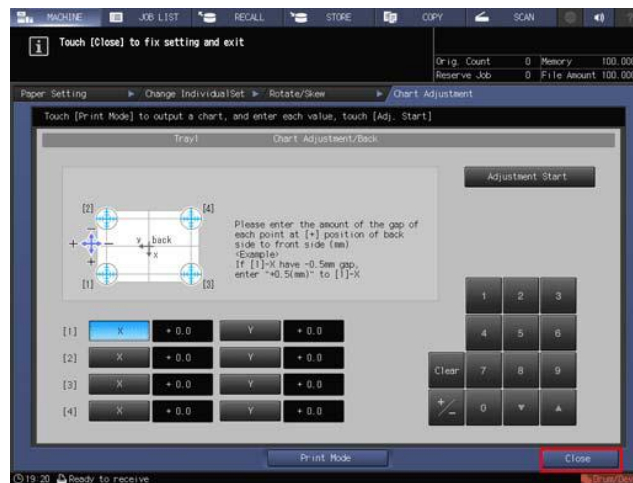 MACHINE JOB LIST RECALL STORE COPY SCAN
Touch [Close] to fix setting and exit
Orig. Count 0 Memory 100.00
Reserve Job 0 File Amount 100.00
Paper Setting Change IndividualSet Rotate/Skew Chart Adjustment
Touch [Print Mode] to output a chart, and enter each value, touch [Adj. Start]
Tray1 Chart Adjustment/Back
Adjustment Start
[2] [4]
Please enter the amount of the gap of
each point at [+] position of back
side to front side (mm)
<Example>
If [1]-X have -0.5mm gap,
enter "+0.5(mm)" to [1]-X
- + - +
y back
x
[1] [3]
1 2 3
[1] X + 0.0 Y + 0.0
4 5 6
[2] X + 0.0 Y + 0.0
Clear 7 8 9
[3] X + 0.0 Y + 0.0
+/- 0 ▼ ▲
[4] X + 0.0 Y + 0.0
Print Mode Close
19:20 Ready to receive